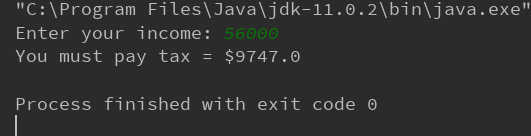 "C:\Program Files\Java\jdk-11.0.2\bin\java.exe"
Enter your income: 56000
You must pay tax = $9747.0
Process finished with exit code 0